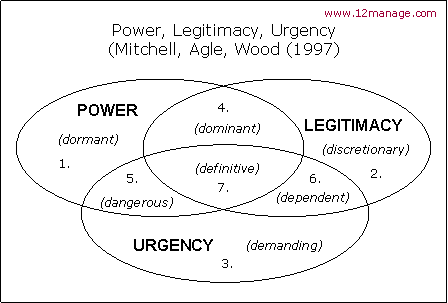 www.12manage.com
Power, Legitimacy, Urgency
(Mitchell, Agle, Wood (1997)
POWER
4.
(dominant)
LEGITIMACY
(dormant)
(discretionary)
1.
(definitive)
2.
5.
7.
6.
(dangerous)
(dependent)
URGENCY
(demanding)
3.